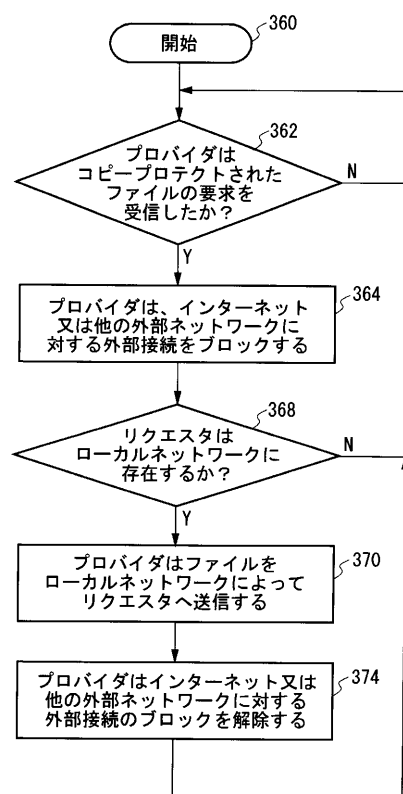 開始
360
プロバイダは
コピープロテクトされた
ファイルの要求を
受信したか?
362
N
Y
プロバイダは、インターネット
又は他の外部ネットワークに
対する外部接続をブロックする
364
リクエスタは
ローカルネットワークに
存在するか?
368
N
Y
プロバイダはファイルを
ローカルネットワークによって
リクエスタへ送信する
370
プロバイダはインターネット又は
他の外部ネットワークに対する
外部接続のブロックを解除する
374